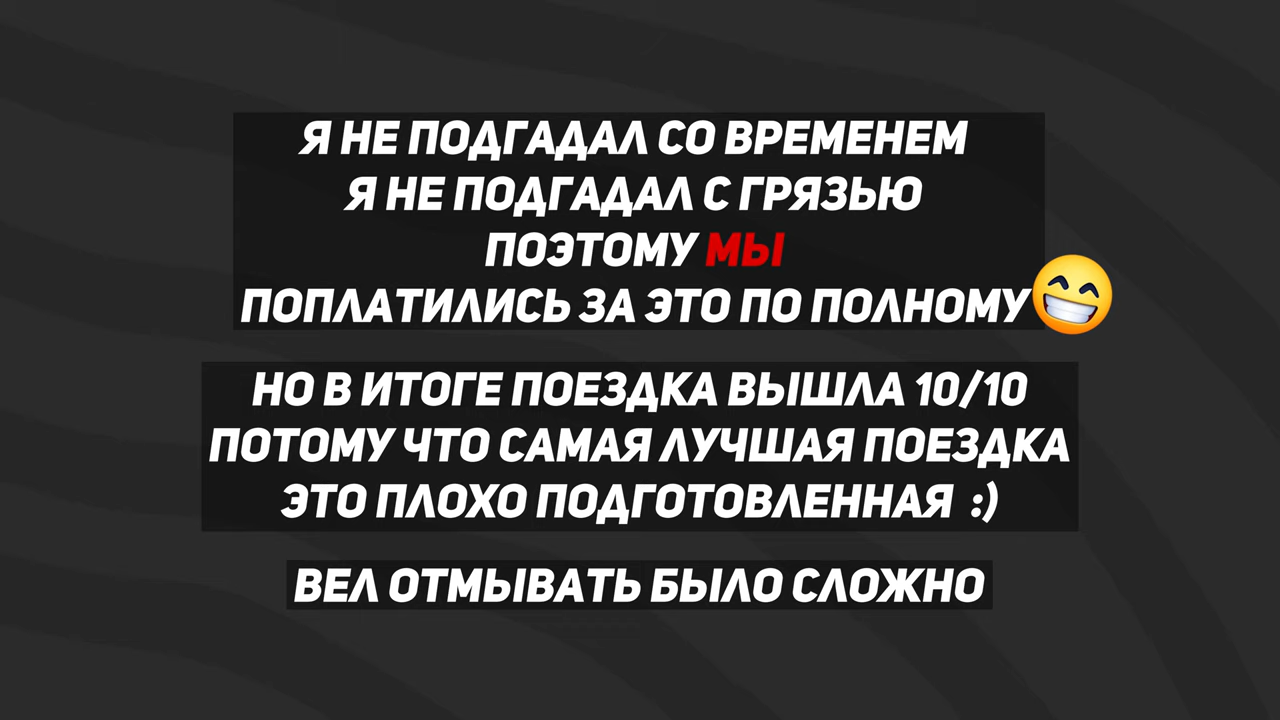 Я НЕ ПОДГАДАЛ СО ВРЕМЕНЕМ
Я НЕ ПОДГАДАЛ С ГРЯЗЬЮ
ПОЭТОМУ МЫ
ПОПЛАТИЛИСЬ ЗА ЭТО ПО ПОЛНОМУ😁
НО В ИТОГЕ ПОЕЗДКА ВЫШЛА 10/10
ПОТОМУ ЧТО САМАЯ ЛУЧШАЯ ПОЕЗДКА
ЭТО ПЛОХО ПОДГОТОВЛЕННАЯ :)
ВЕЛ ОТМЫВАТЬ БЫЛО СЛОЖНО